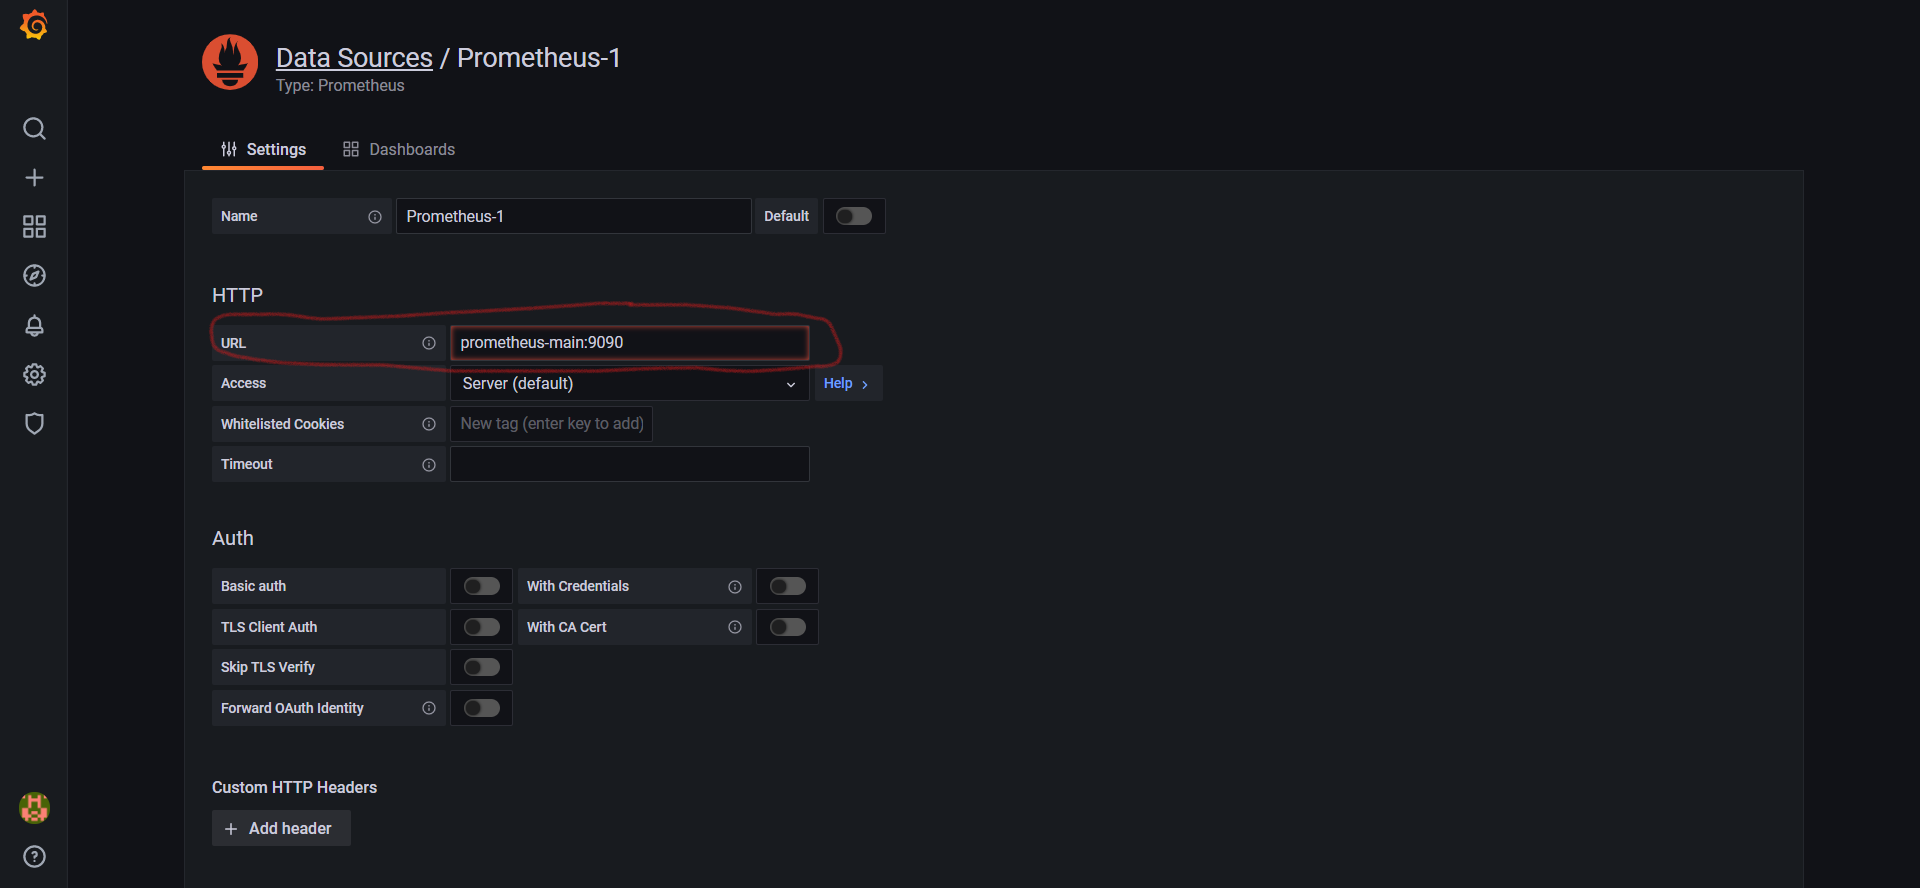 Data Sources / Prometheus-1
Type: Prometheus
Settings Dashboards
Name Prometheus-1 Default
HTTP
URL prometheus-main:9090
Access Server (default) Help
Whitelisted Cookies New tag (enter key to add)
Timeout
Auth
Basic auth With Credentials
TLS Client Auth With CA Cert
Skip TLS Verify
Forward OAuth Identity
Custom HTTP Headers
Add header